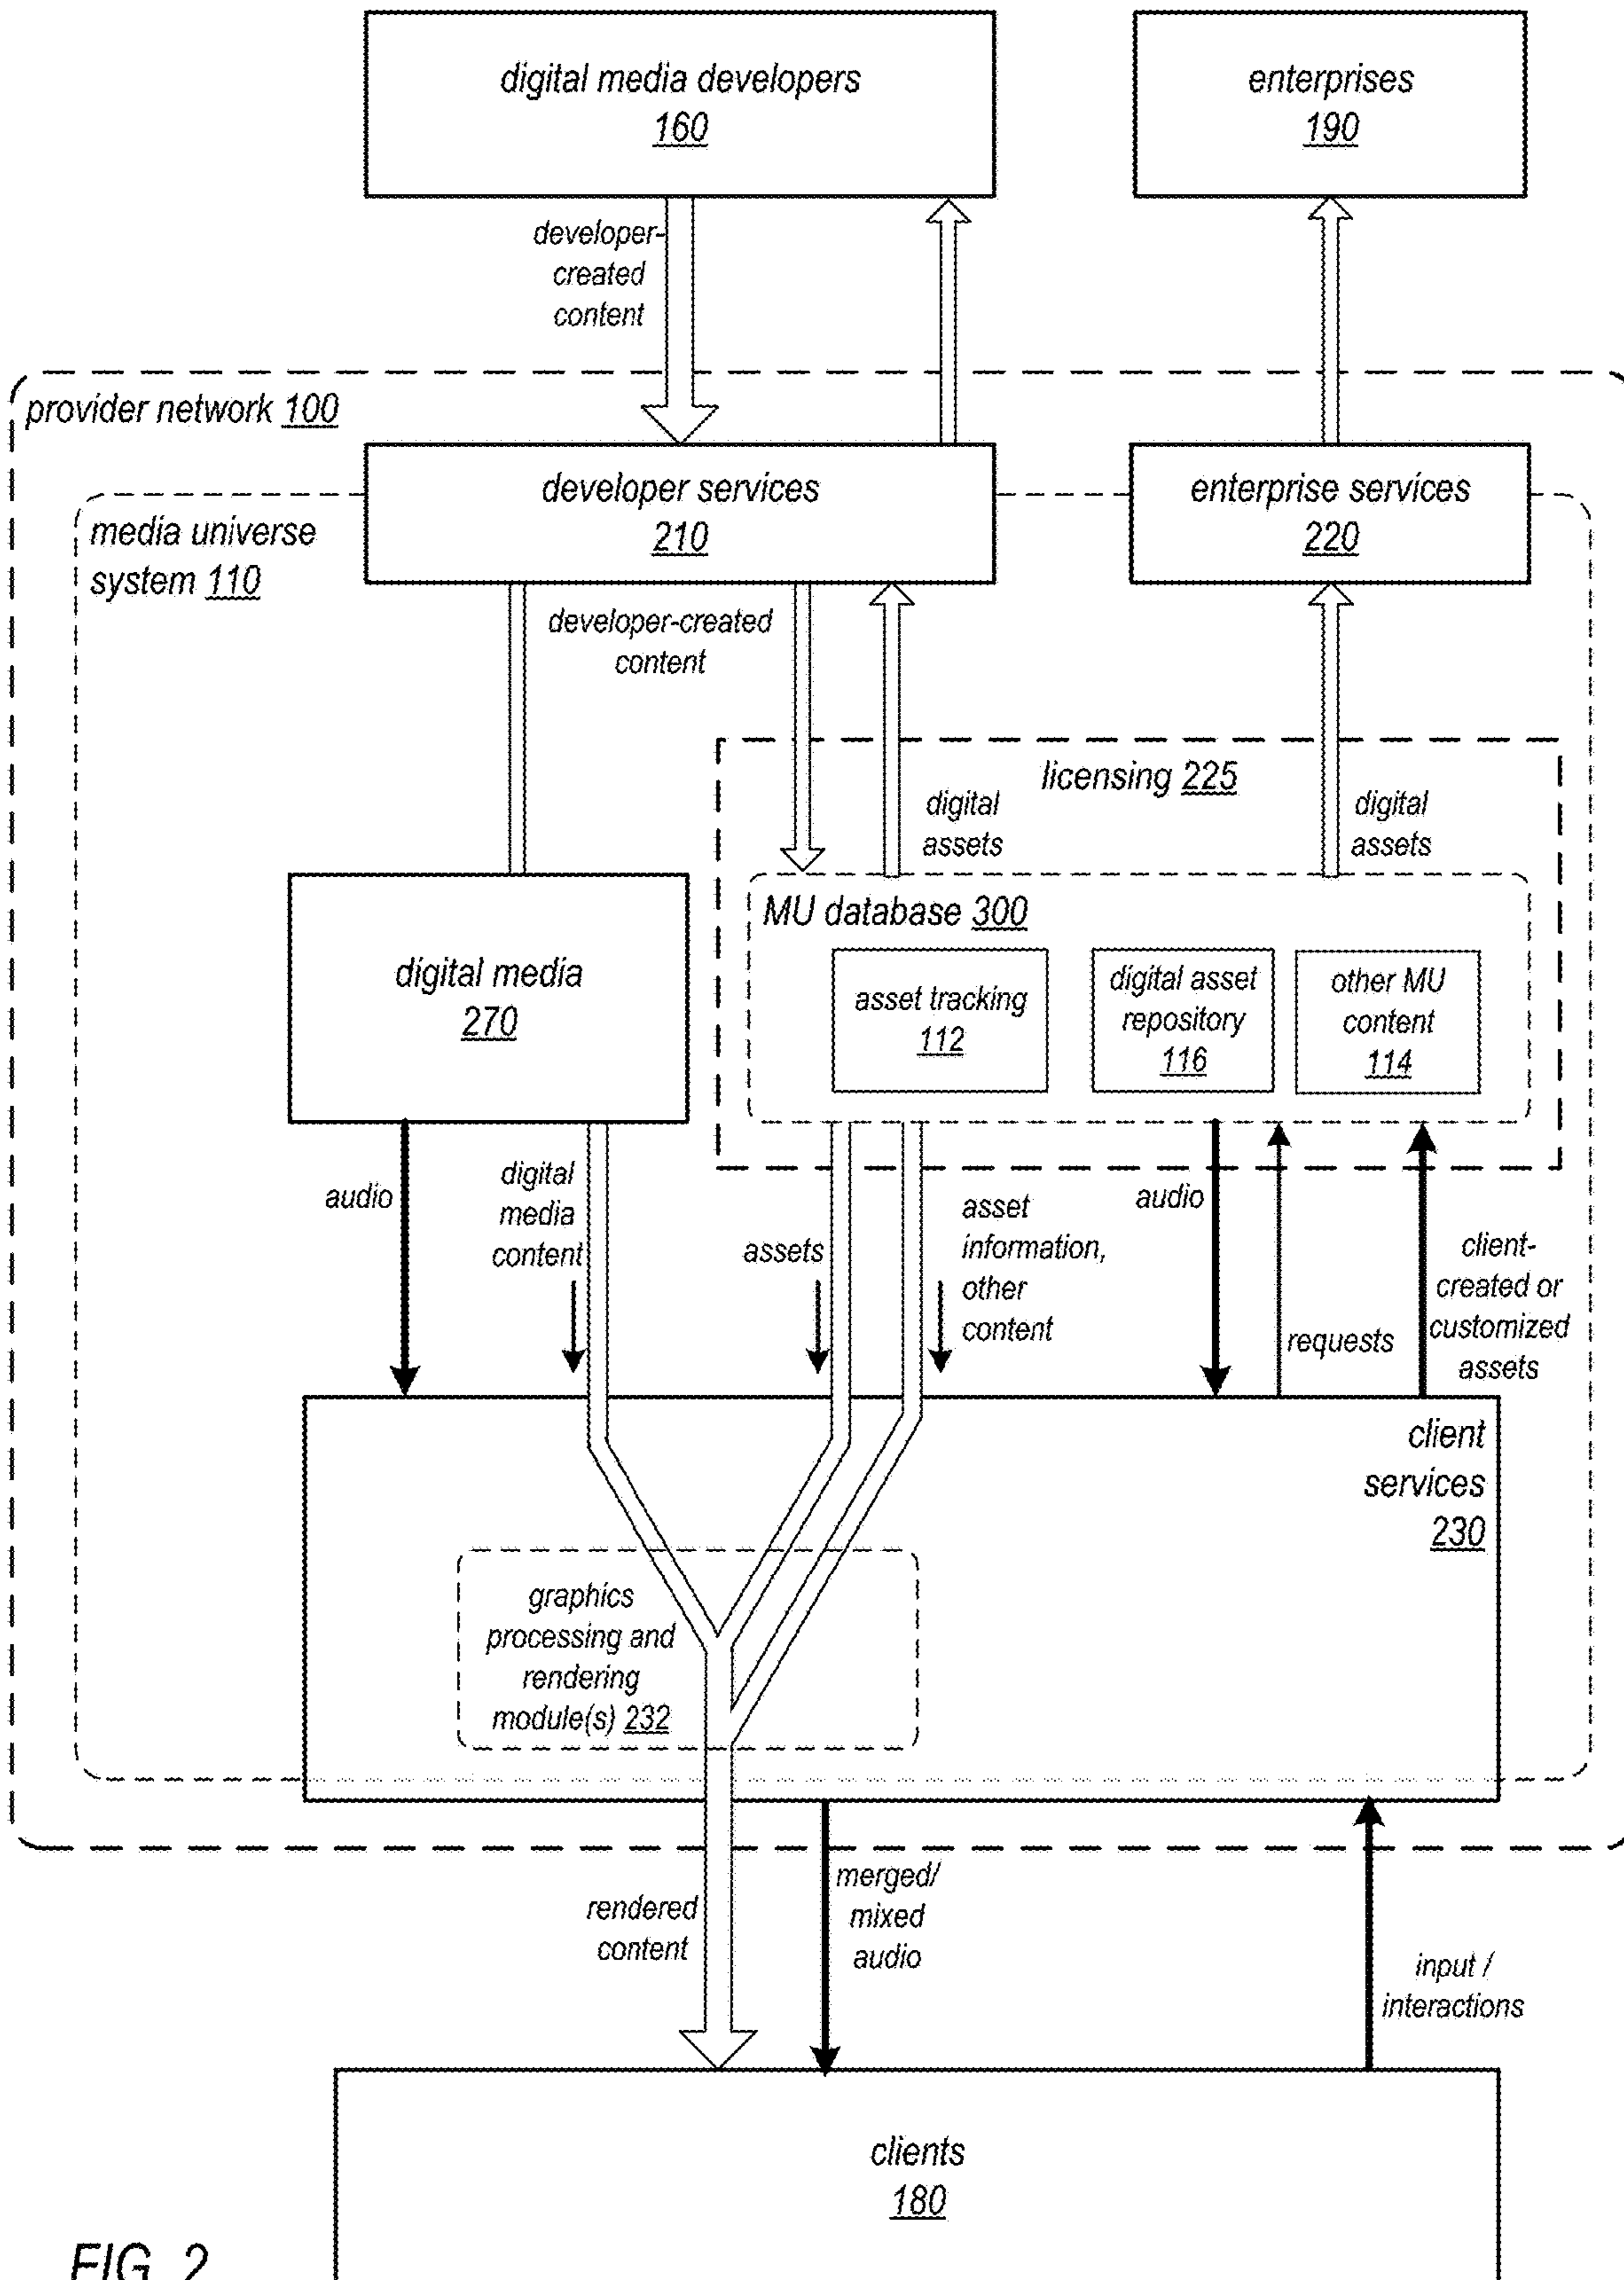 digital media developers
160
enterprises
190
developer-
created
content
provider network 100
developer services
210
enterprise services
220
media universe
system 110
developer-created
content
licensing 225
digital
assets
digital
assets
MU database 300
digital media
270
asset tracking
112
digital asset
repository
116
other MU
content
114
audio
digital
media
content
assets
asset
information,
other
content
audio
requests
client-
created or
customized
assets
client
services
230
graphics
processing and
rendering
module(s) 232
rendered
content
merged/
mixed
audio
input /
interactions
clients
180
FIG. 2